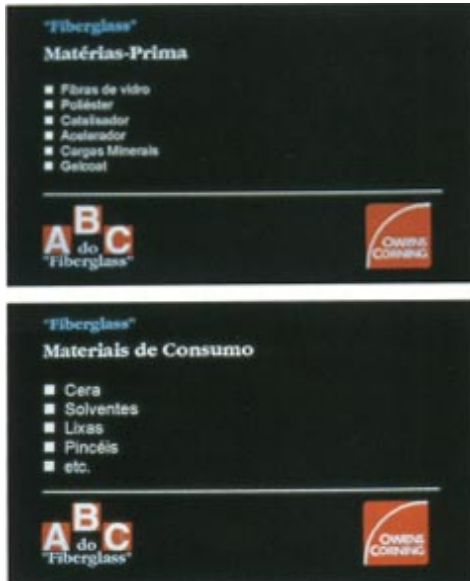 "Fiberglass"
Matérias-Prima
Fibras de vidro
Poliéster
Catalisador
Acelerador
Cargas Minerais
Gelcoat
A B C
do
"Fiberglass"
OWENS
CORNING
"Fiberglass"
Materiais de Consumo
Cera
Solventes
Lixas
Pincéis
etc.
A B C
do
"Fiberglass"
OWENS
CORNING